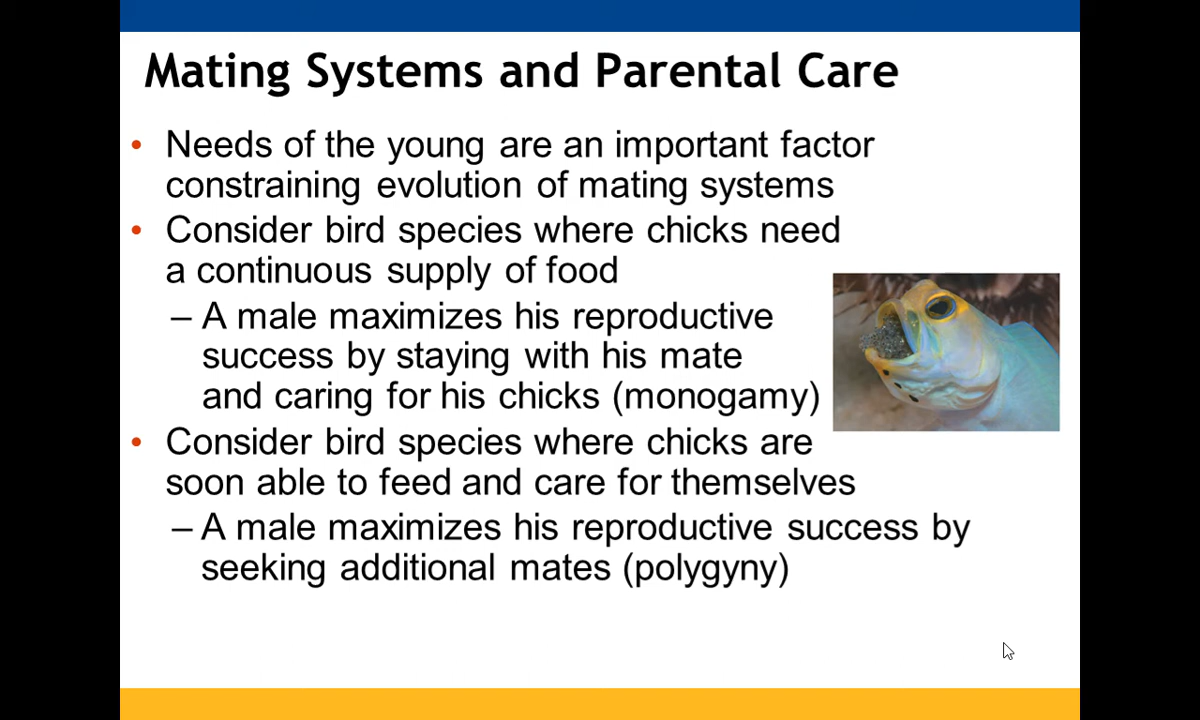 Mating Systems and Parental Care
• Needs of the young are an important factor
constraining evolution of mating systems
• Consider bird species where chicks need
a continuous supply of food
– A male maximizes his reproductive
success by staying with his mate
and caring for his chicks (monogamy)
• Consider bird species where chicks are
soon able to feed and care for themselves
– A male maximizes his reproductive success by
seeking additional mates (polygyny)